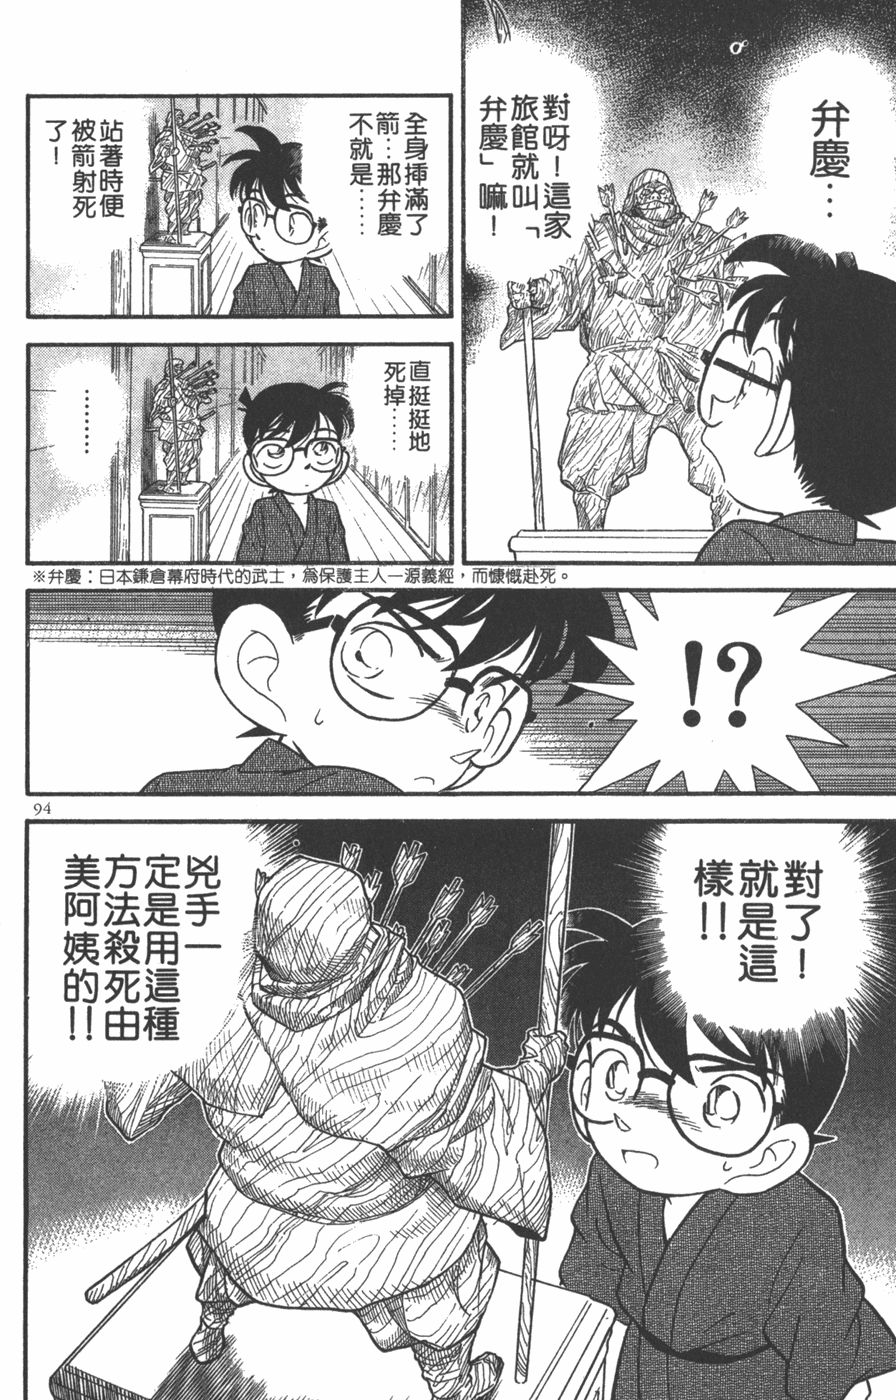 弁慶…
對呀！這家
旅館就叫「
弁慶」嘛！
全身揷滿了
箭…那弁慶
不就是……
站著時便
被箭射死
了！
直挺挺地
死掉……
………
※弁慶：日本鎌倉幕府時代的武士，爲保護主人—源義經，而慷慨赴死。
!?
94
對了！
就是這
樣!!
兇手一
定是用這種
方法殺死由
美阿姨的!!